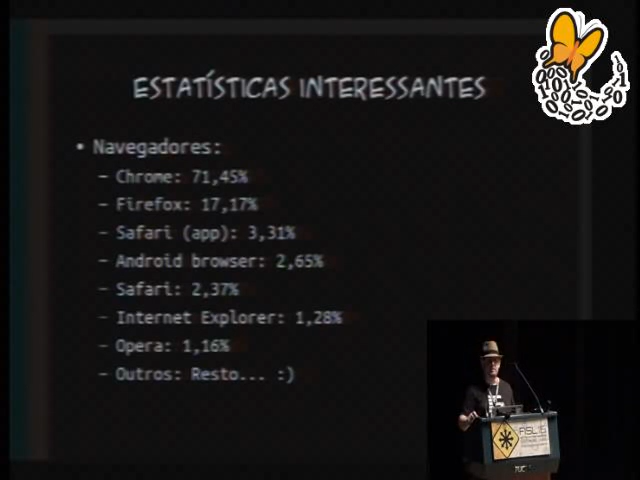 ESTATÍSTICAS INTERESSANTES
• Navegadores:
– Chrome: 71,45%
– Firefox: 17,17%
– Safari (app): 3,31%
– Android browser: 2,65%
– Safari: 2,37%
– Internet Explorer: 1,28%
– Opera: 1,16%
– Outros: Resto... :)
FISL16